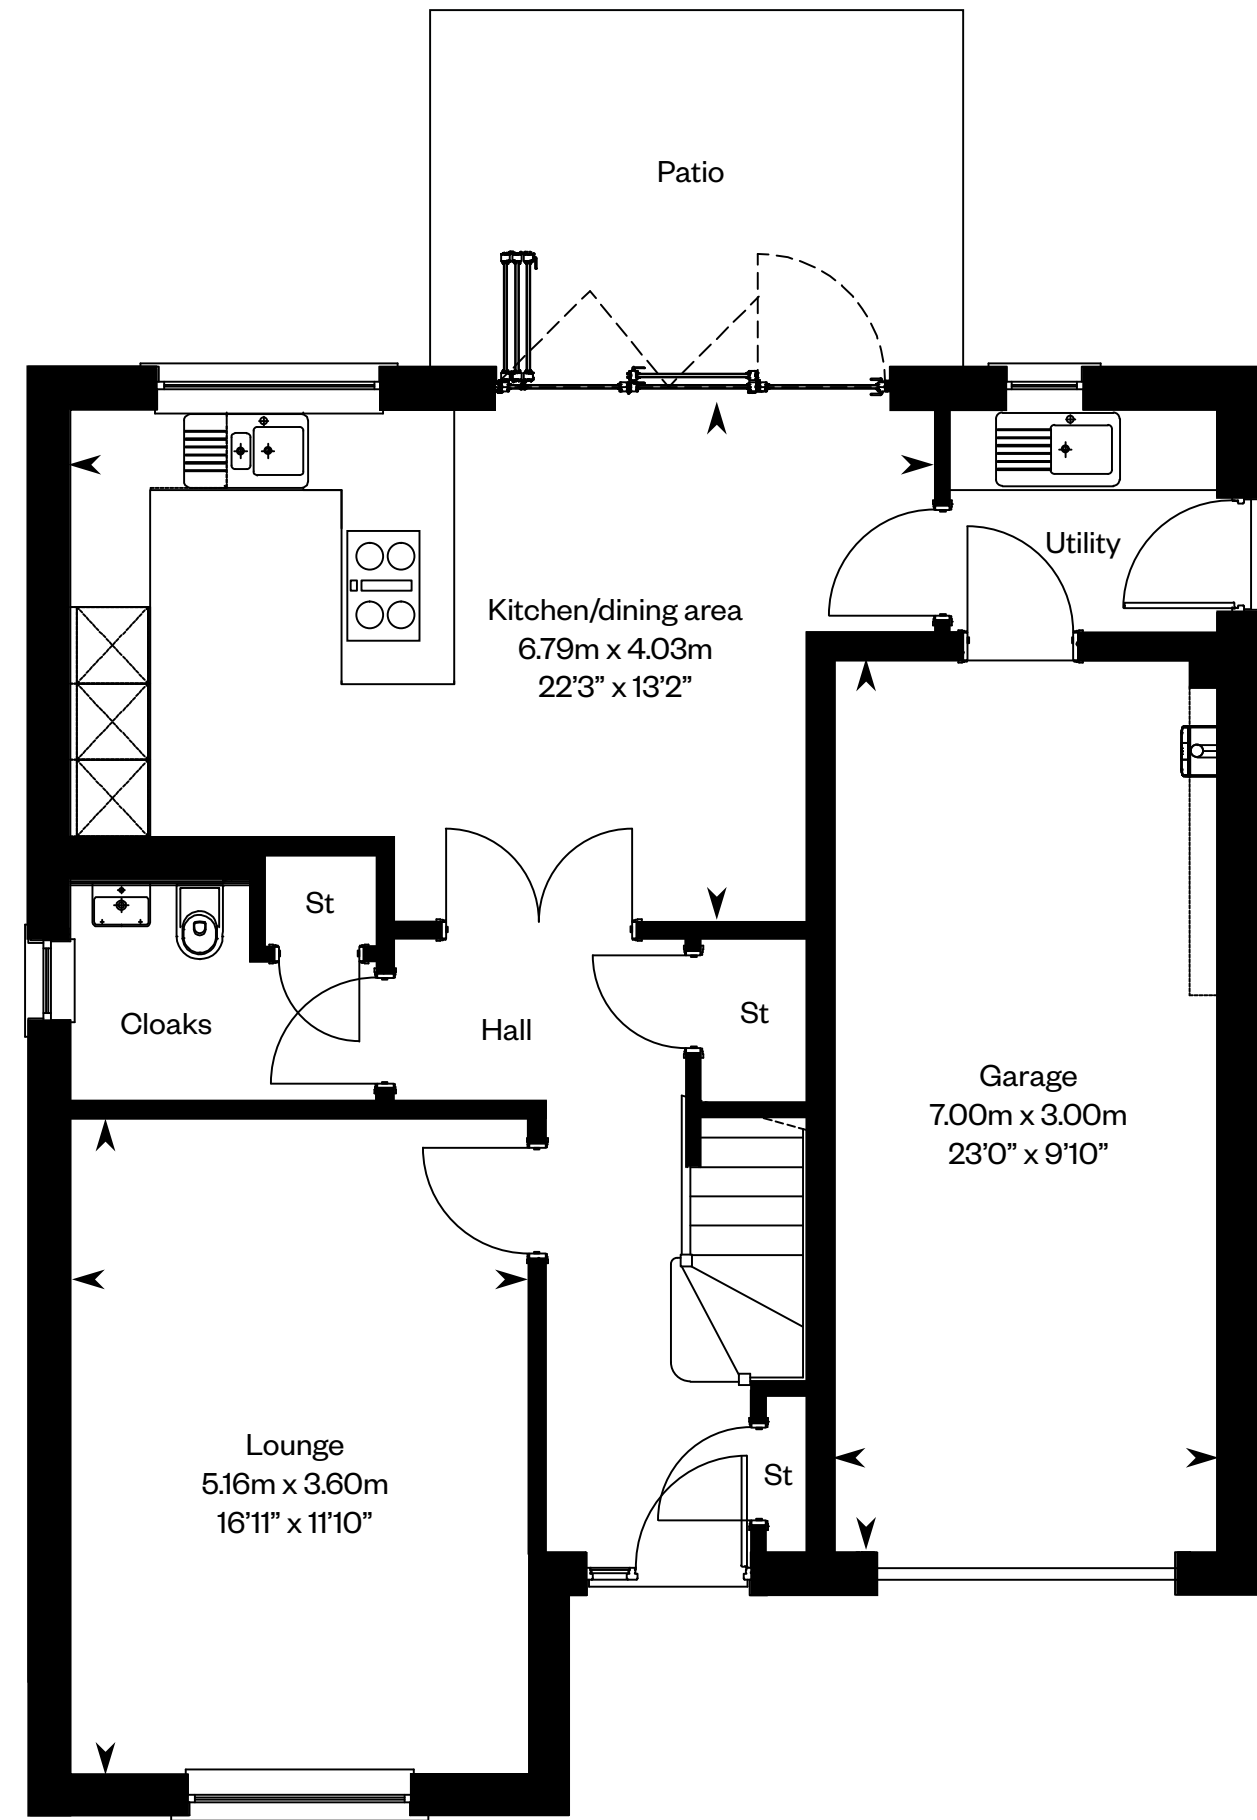 Patio
Utility
Kitchen/dining area
6.79m x 4.03m
22’3” x 13’2”
St
Cloaks
Hall
St
Garage
7.00m x 3.00m
23’0” x 9’10”
Lounge
5.16m x 3.60m
16’11” x 11’10”
St